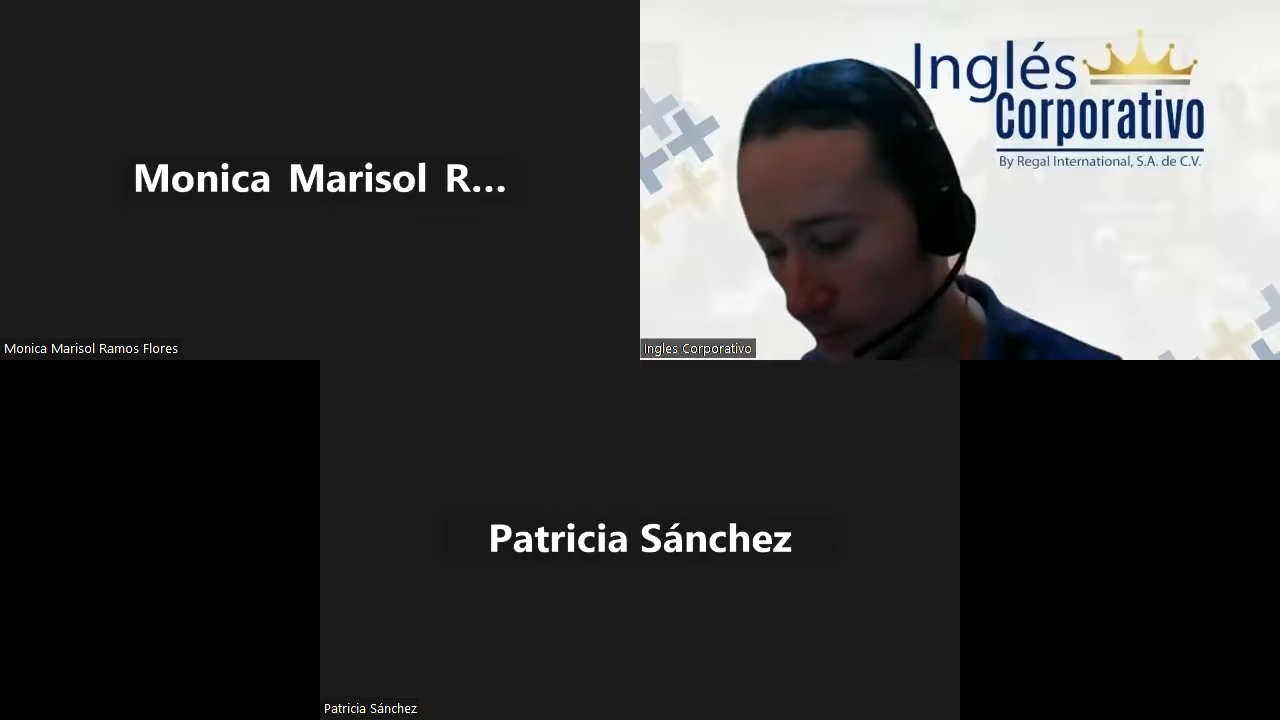 Monica Marisol R...
Monica Marisol Ramos Flores
Inglés
Corporativo
By Regal International, S.A. de C.V.
Ingles Corporativo
Patricia Sánchez
Patricia Sánchez